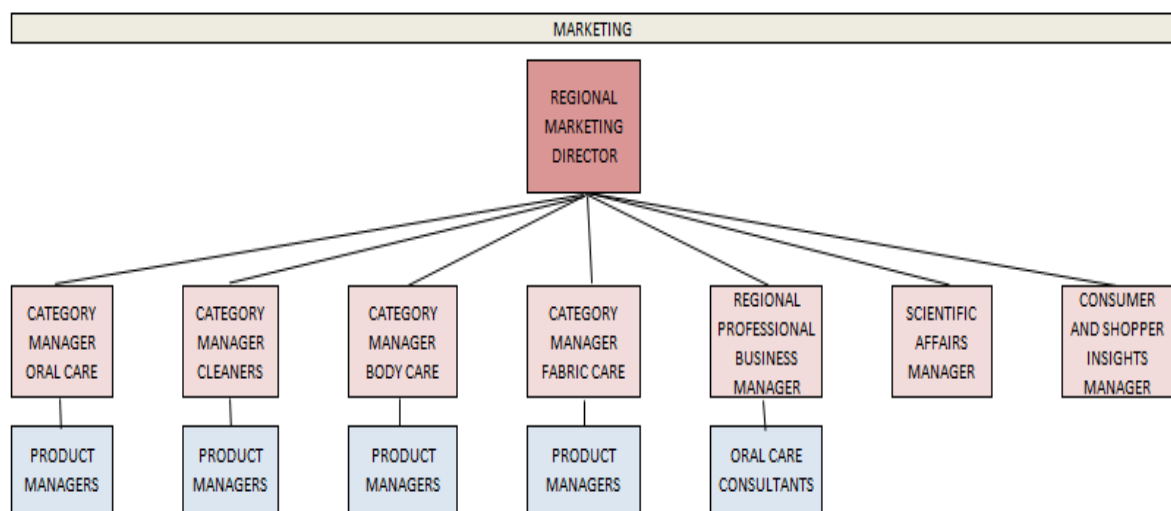 MARKETING
REGIONAL
MARKETING
DIRECTOR
CATEGORY
MANAGER
ORAL CARE
CATEGORY
MANAGER
CLEANERS
CATEGORY
MANAGER
BODY CARE
CATEGORY
MANAGER
FABRIC CARE
REGIONAL
PROFESSIONAL
BUSINESS
MANAGER
SCIENTIFIC
AFFAIRS
MANAGER
CONSUMER
AND SHOPPER
INSIGHTS
MANAGER
PRODUCT
MANAGERS
PRODUCT
MANAGERS
PRODUCT
MANAGERS
PRODUCT
MANAGERS
ORAL CARE
CONSULTANTS